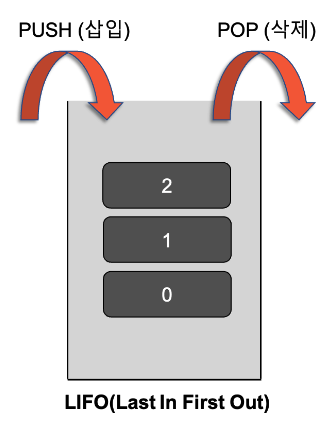 PUSH (삽입) POP (삭제)
2
1
0
LIFO(Last In First Out)